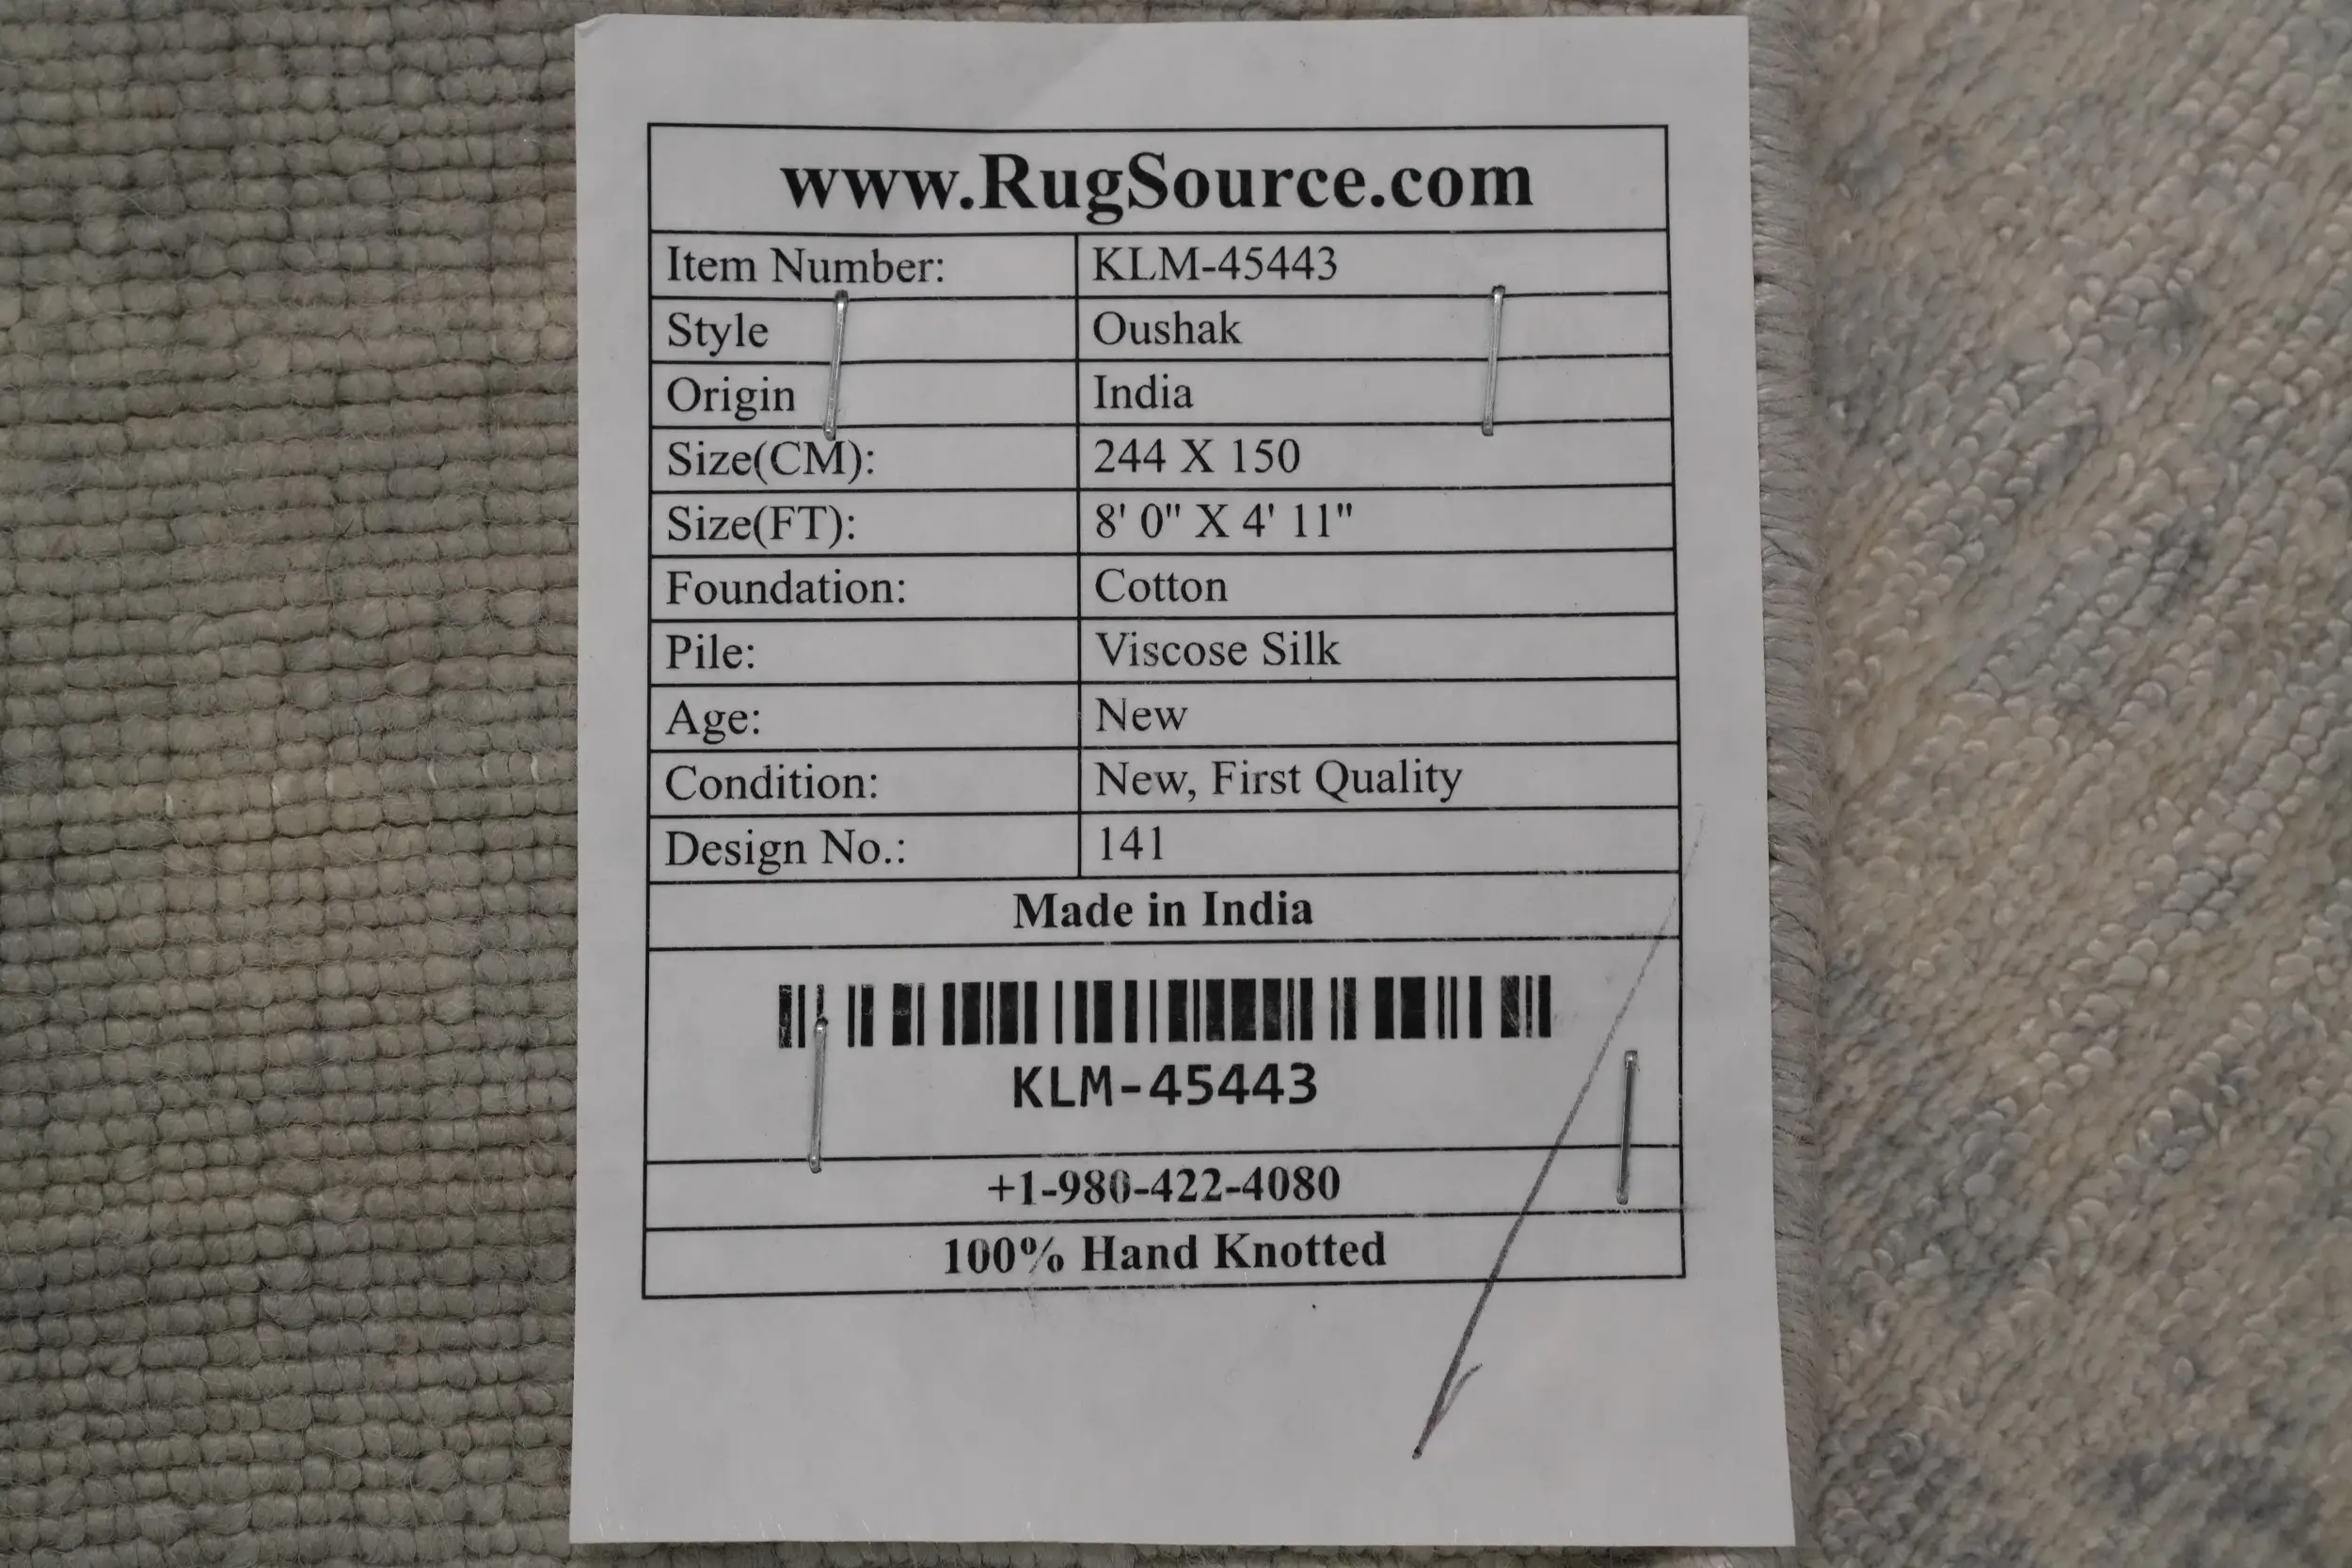 www.RugSource.com
Item Number: KLM-45443
Style Oushak
Origin India
Size(CM): 244 X 150
Size(FT): 8' 0" X 4' 11"
Foundation: Cotton
Pile: Viscose Silk
Age: New
Condition: New, First Quality
Design No.: 141
Made in India
KLM-45443
+1-980-422-4080
100% Hand Knotted